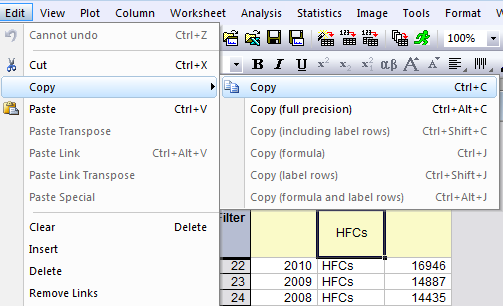 Edit View Plot Column Worksheet Analysis Statistics Image Tools Format W
Cannot undo Ctrl+Z
100%
Cut Ctrl+X
B I U x² x₂ αβ A A
Copy
Copy Ctrl+C
Paste Ctrl+V
Copy (full precision) Ctrl+Alt+C
Paste Transpose
Copy (including label rows) Ctrl+Shift+C
Paste Link Ctrl+Alt+V
Copy (formula) Ctrl+J
Paste Link Transpose
Copy (label rows) Ctrl+Shift+J
Paste Special
Copy (formula and label rows) Ctrl+Alt+J
Clear Delete
Filter
HFCs
Insert
22 2010 HFCs 16946
Delete
23 2009 HFCs 14887
Remove Links
24 2008 HFCs 14435